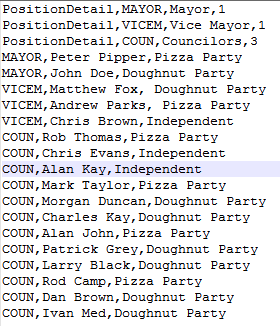 PositionDetail,MAYOR,Mayor,1
PositionDetail,VICEM,Vice Mayor,1
PositionDetail,COUN,Councilors,3
MAYOR,Peter Pipper,Pizza Party
MAYOR,John Doe,Doughnut Party
VICEM,Matthew Fox, Doughnut Party
VICEM,Andrew Parks, Pizza Party
VICEM,Chris Brown,Independent
COUN,Rob Thomas,Pizza Party
COUN,Chris Evans,Independent
COUN,Alan Kay,Independent
COUN,Mark Taylor,Pizza Party
COUN,Morgan Duncan,Doughnut Party
COUN,Charles Kay,Doughnut Party
COUN,Alan John,Pizza Party
COUN,Patrick Grey,Doughnut Party
COUN,Larry Black,Doughnut Party
COUN,Rod Camp,Pizza Party
COUN,Dan Brown,Doughnut Party
COUN,Ivan Med,Doughnut Party